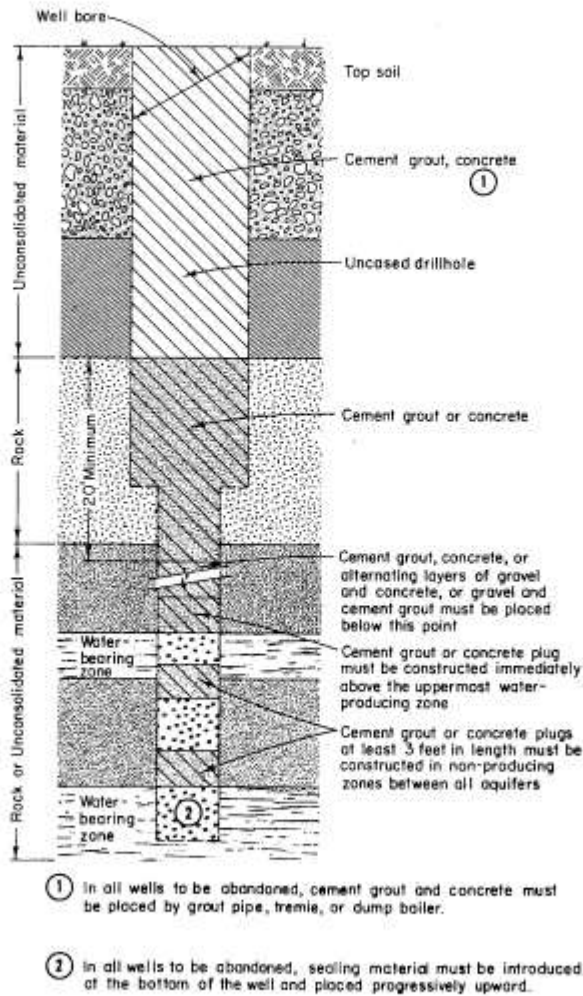 Well bore
Top soil
Unconsolidated material
Cement grout, concrete
1
Uncased drillhole
Rock
20' Minimum
Cement grout or concrete
Rock or Unconsolidated material
Cement grout, concrete, or
alternating layers of gravel
and concrete, or gravel and
cement grout must be placed
below this point
Water-
bearing
zone
Cement grout or concrete plug
must be constructed immediately
above the uppermost water-
producing zone
Cement grout or concrete plugs
at least 3 feet in length must be
constructed in non-producing
zones between all aquifers
Water-
bearing
zone
2
1 In all wells to be abandoned, cement grout and concrete must
be placed by grout pipe, tremie, or dump bailer.
2 In all wells to be abandoned, sealing material must be introduced
at the bottom of the well and placed progressively upward.